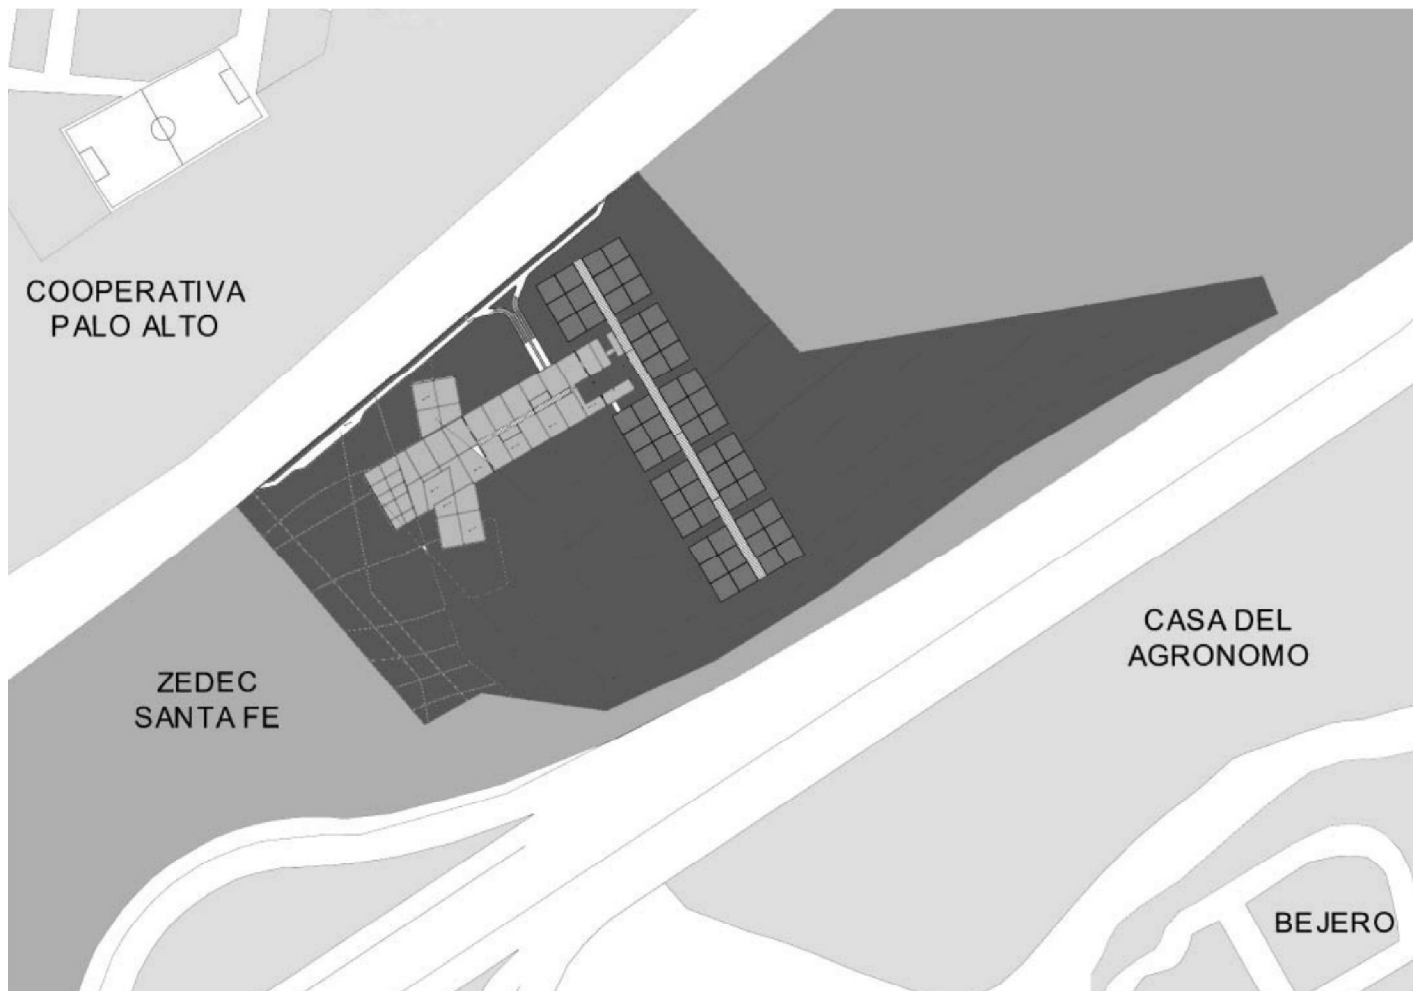 COOPERATIVA
PALO ALTO
ZEDEC
SANTA FE
CASA DEL
AGRONOMO
BEJERO